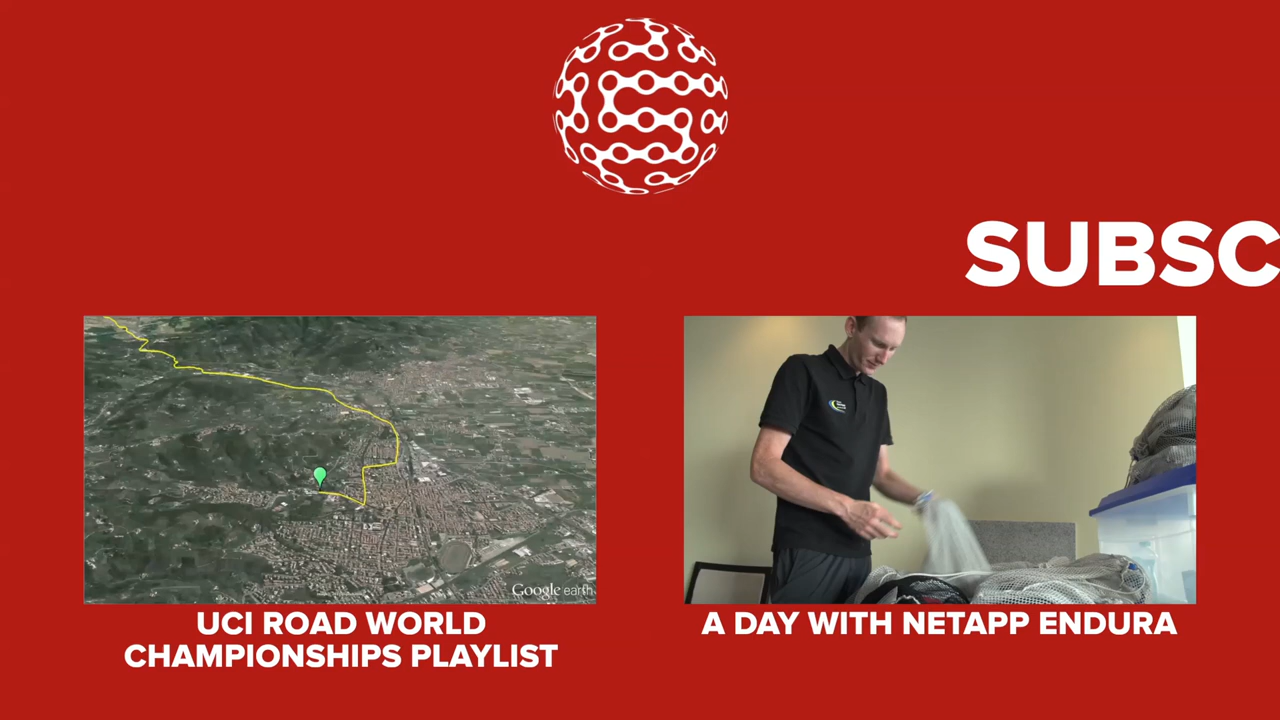 SUBSC
Google earth
UCI ROAD WORLD
CHAMPIONSHIPS PLAYLIST
A DAY WITH NETAPP ENDURA